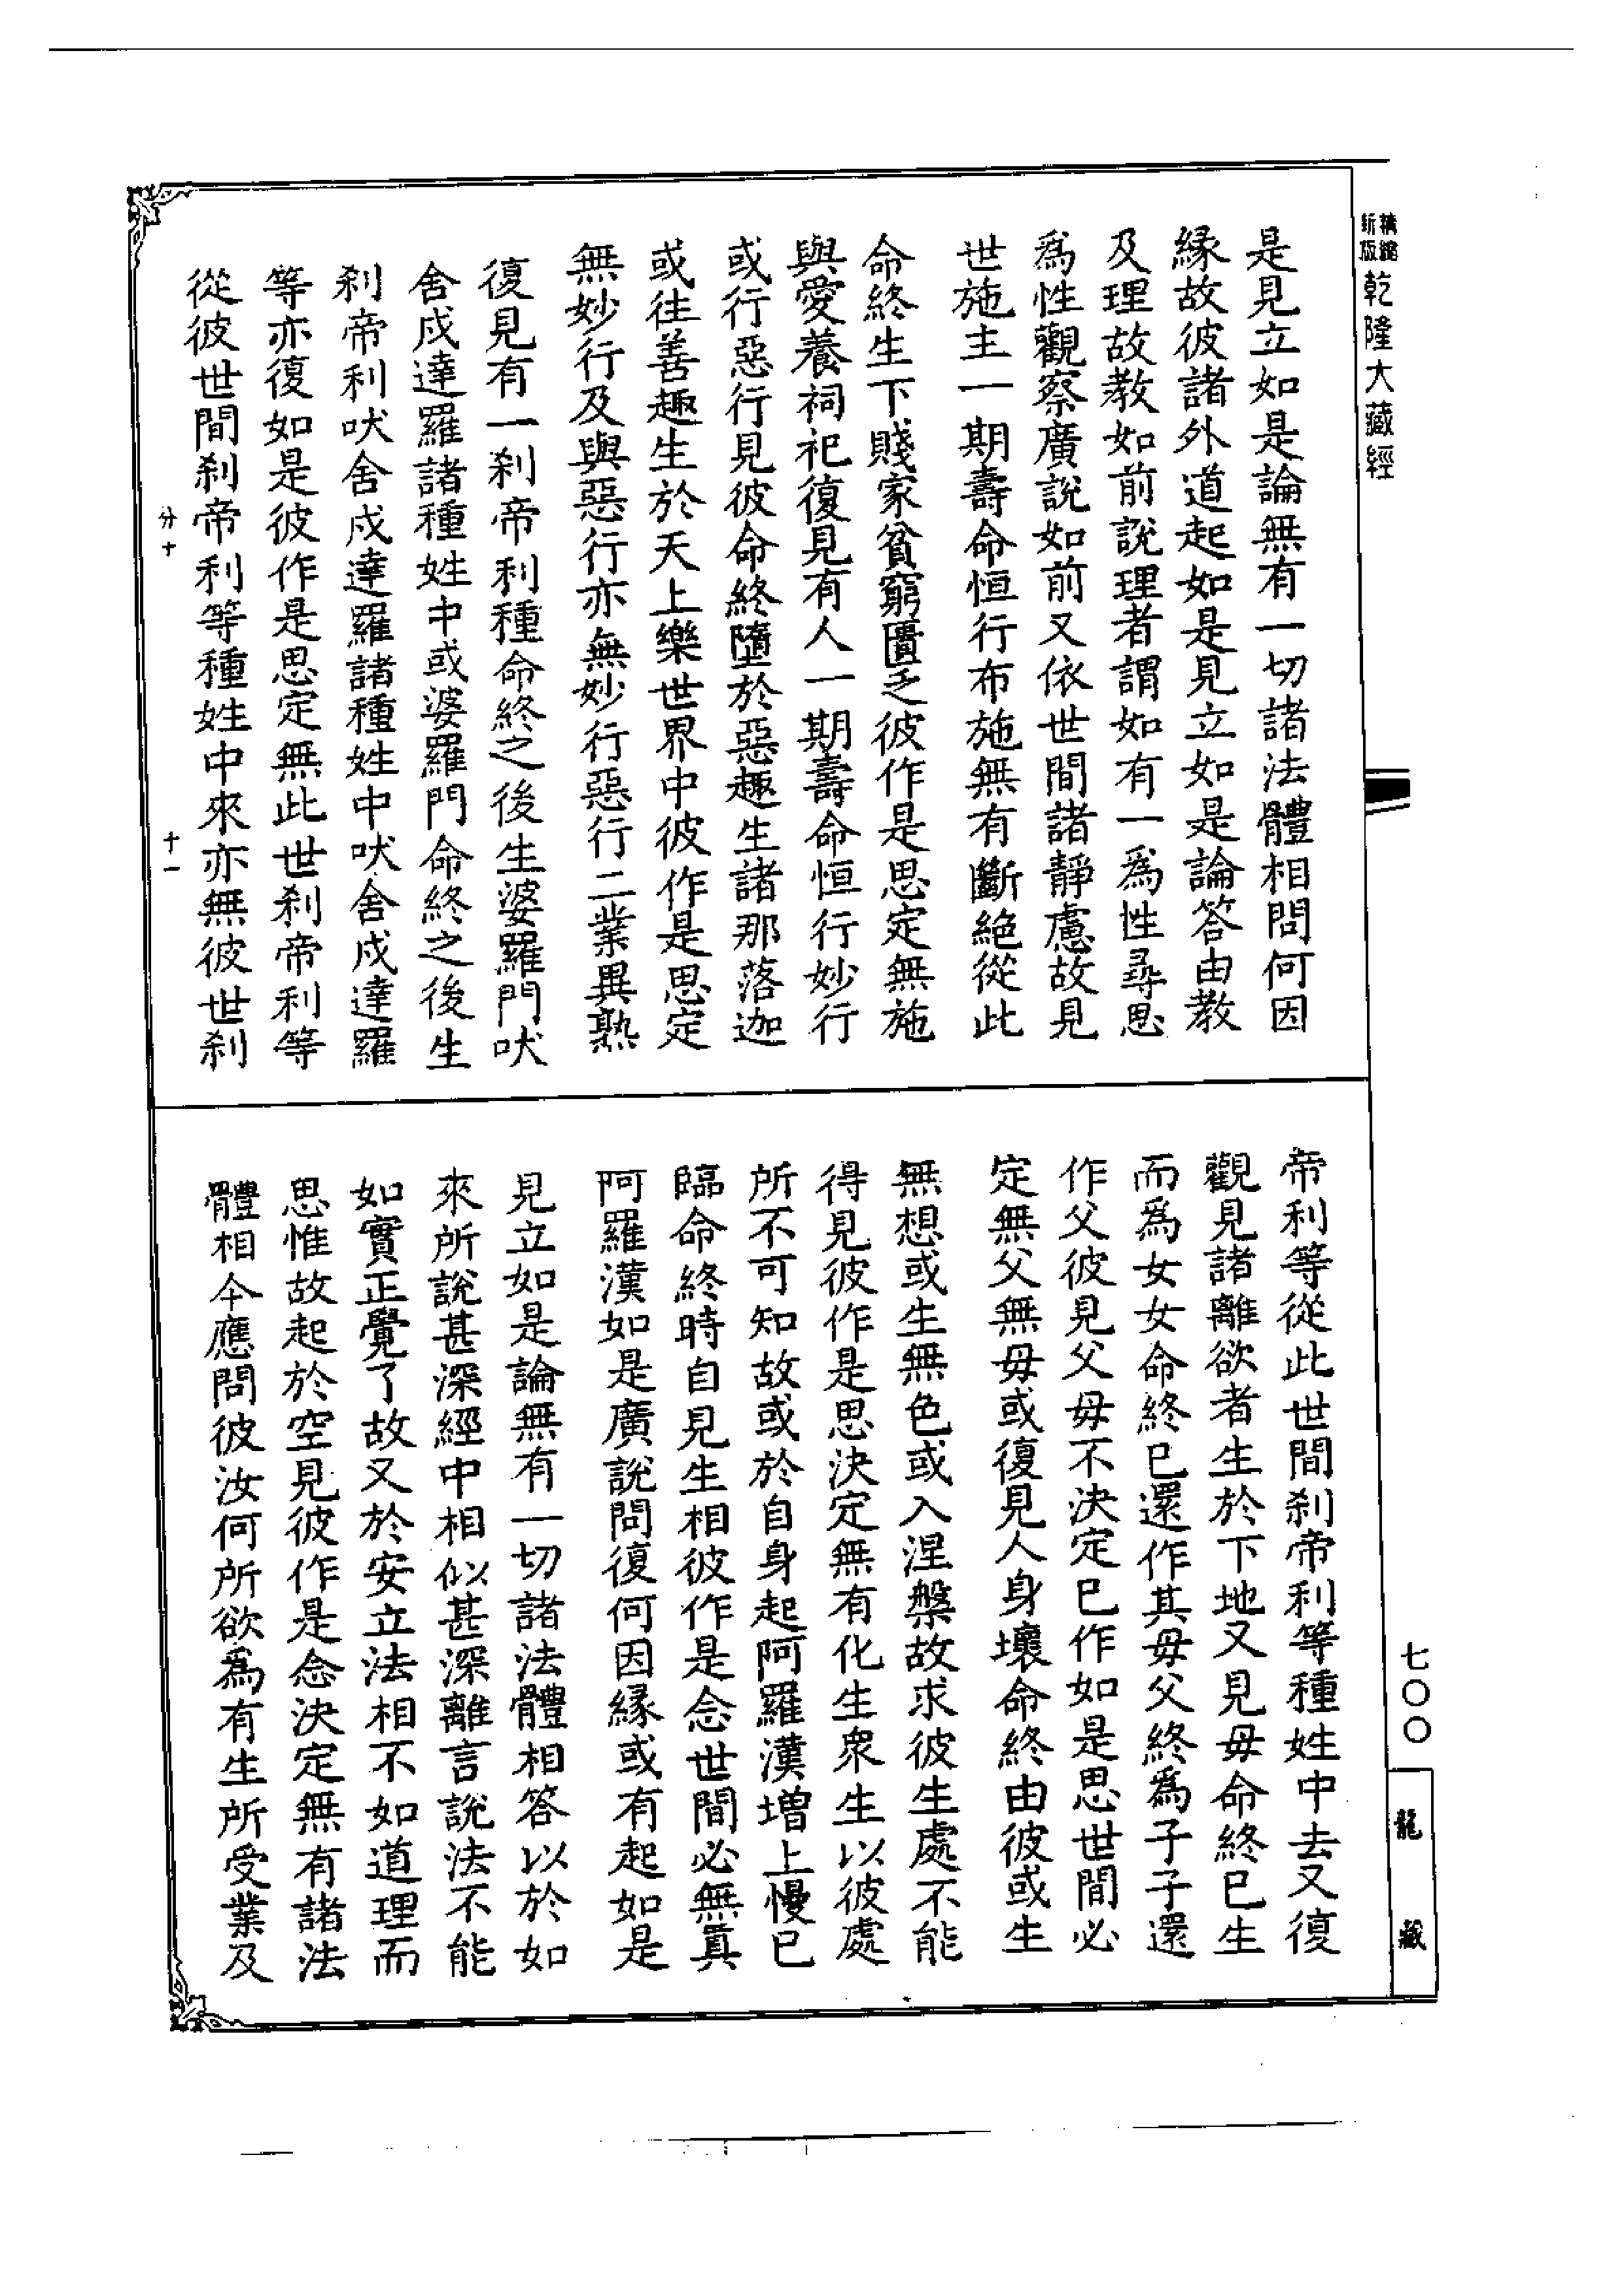 精編
新版
乾隆大藏經
是見立如是論無有一切諸法體相問何因
緣故彼諸外道起如是見立如是論答由教
及理故教如前說理者謂如有一為性尋思
為性觀察廣說如前又依世間諸靜慮故見
世施主一期壽命恒行布施無有斷絕從此
命終生下賤家貧窮匱乏彼作是思定無施
與愛養祠祀復見有人一期壽命恒行妙行
或行惡行見彼命終墮於惡趣生諸那落迦
或往善趣生於天上樂世界中彼作是思定
無妙行及與惡行亦無妙行惡行二業異熟
復見有一剎帝利種命終之後生婆羅門吠
舍戍達羅諸種姓中或婆羅門命終之後生
剎帝利吠舍戍達羅諸種姓中吠舍戍達羅
等亦復如是彼作是思定無此世剎帝利等
從彼世間剎帝利等種姓中來亦無彼世剎
分十 十一
帝利等從此世間剎帝利等種姓中去又復
觀見諸離欲者生於下地又見母命終已生
而為女女命終已還作其母父終為子子還
作父彼見父母不決定已作如是思世間必
定無父無母或復見人身壞命終由彼或生
無想或生無色或入涅槃故求彼生處不能
得見彼作是思決定無有化生眾生以彼處
所不可知故或於自身起阿羅漢增上慢已
臨命終時自見生相彼作是念世間必無真
阿羅漢如是廣說問復何因緣或有起如是
見立如是論無有一切諸法體相答以於如
來所說甚深經中相似甚深離言說法不能
如實正覺了故又於安立法相不如道理而
思惟故起於空見彼作是念決定無有諸法
體相今應問彼汝何所欲為有生所受業及
七〇〇
龍藏